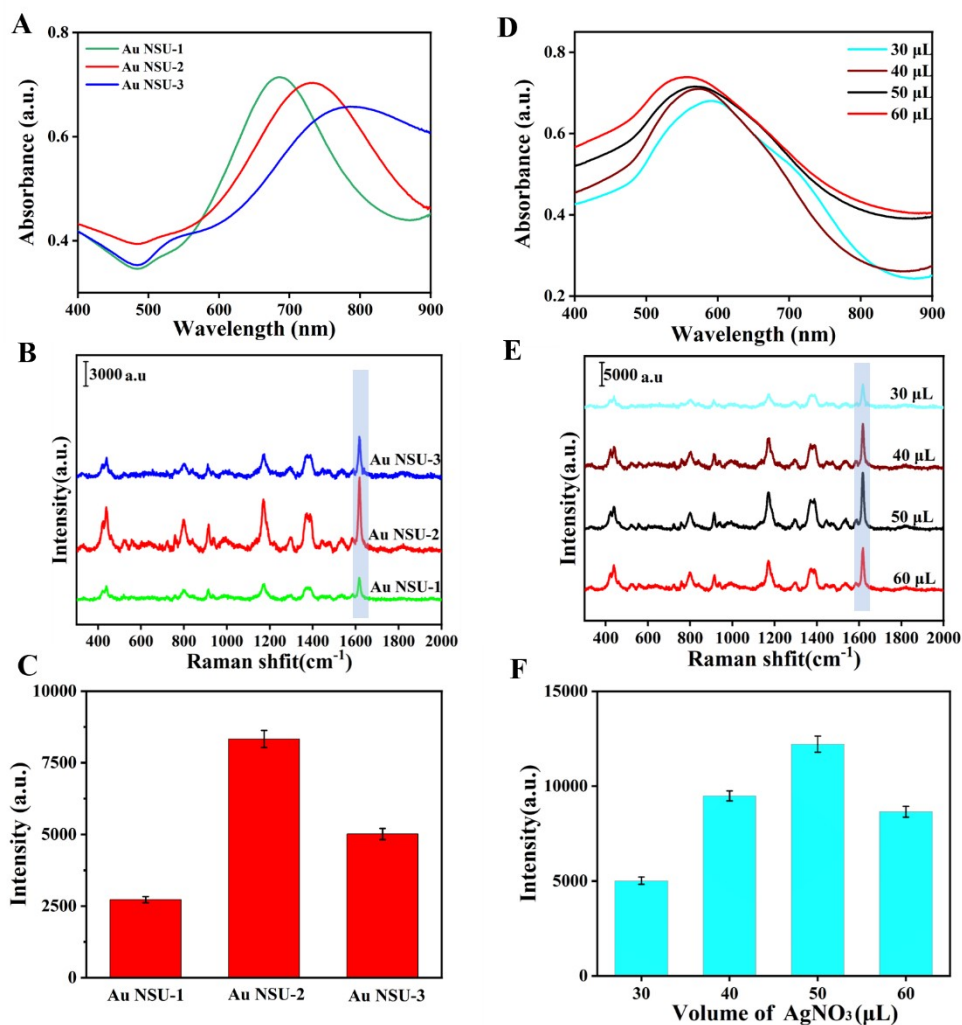 A
Au NSU-1
Au NSU-2
Au NSU-3
0.8
0.6
0.4
Absorbance (a.u.)
400 500 600 700 800 900
Wavelength (nm)
D
30 μL
40 μL
50 μL
60 μL
0.8
0.6
0.4
0.2
Absorbance (a.u.)
400 500 600 700 800 900
Wavelength (nm)
B
3000 a.u
Au NSU-3
Au NSU-2
Au NSU-1
Intensity(a.u.)
400 600 800 1000 1200 1400 1600 1800 2000
Raman shfit(cm⁻¹)
E
5000 a.u
30 μL
40 μL
50 μL
60 μL
Intensity(a.u.)
400 600 800 1000 1200 1400 1600 1800 2000
Raman shfit(cm⁻¹)
C
10000
7500
5000
2500
0
Intensity (a.u.)
Au NSU-1 Au NSU-2 Au NSU-3
F
15000
10000
5000
0
Intensity(a.u.)
30 40 50 60
Volume of AgNO₃(μL)